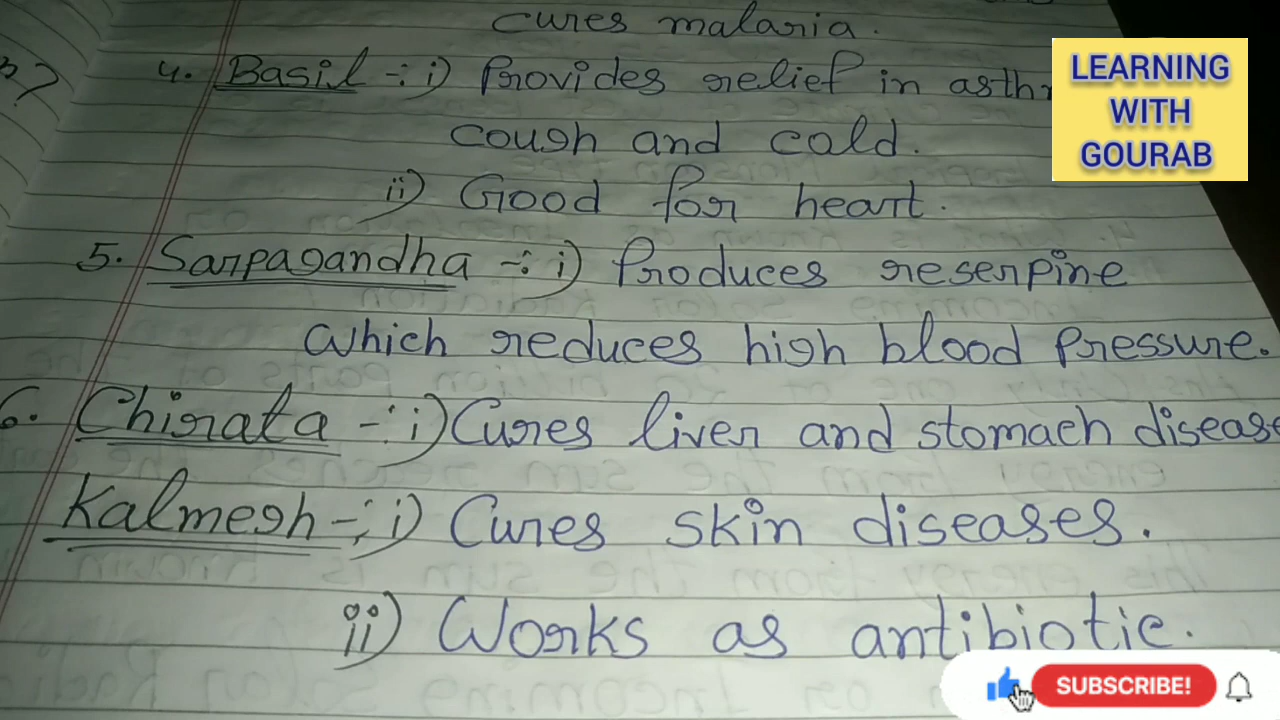 Cures malaria.
4. Basil -: i) Provides relief in asth
cough and cold.
ii) Good for heart.
5. Sarpagandha -: i) Produces reserpine
which reduces high blood pressure.
6. Chirata -: i) Cures liver and stomach disease
Kalmegh -: i) Cures skin diseases.
ii) Works as antibiotic.
LEARNING
WITH
GOURAB
SUBSCRIBE!